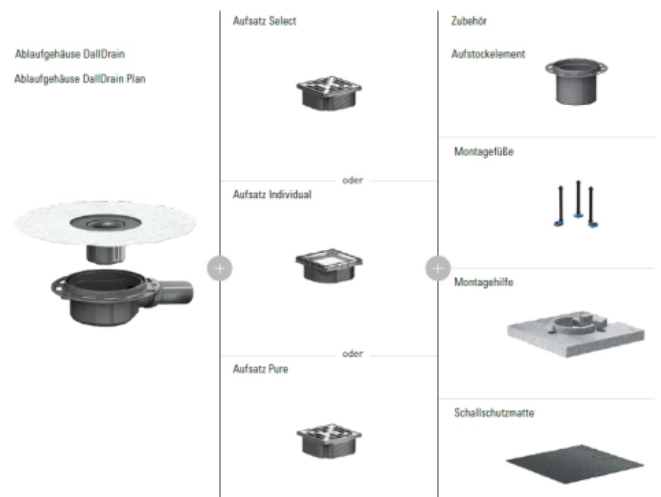 Ablaufgehäuse DallDrain
Ablaufgehäuse DallDrain Plan
Aufsatz Select
oder
Aufsatz Individual
oder
Aufsatz Pure
Zubehör
Aufstockelement
Montagefüße
Montagehilfe
Schallschutzmatte